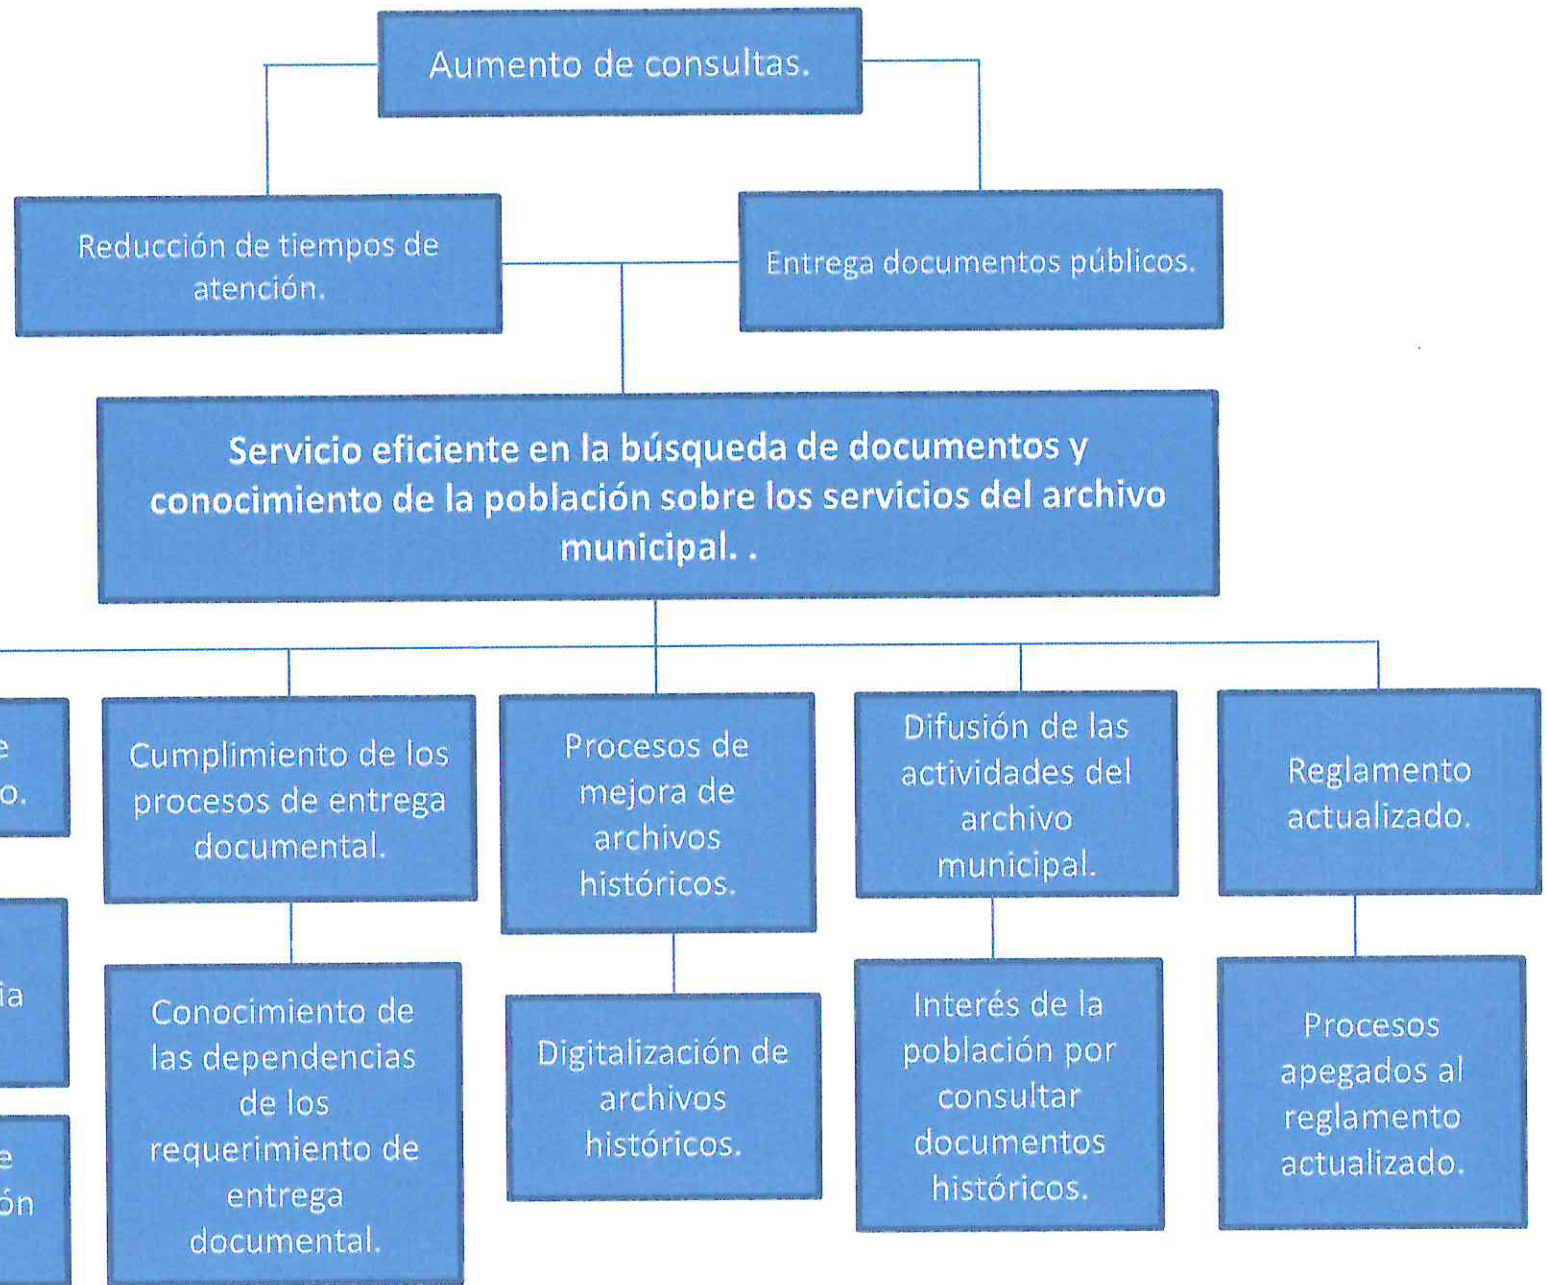 Aumento de consultas.
Reducción de tiempos de
atención.
Entrega documentos públicos.
Servicio eficiente en la búsqueda de documentos y
conocimiento de la población sobre los servicios del archivo
municipal. .
Cumplimiento de los
procesos de entrega
documental.
Procesos de
mejora de
archivos
históricos.
Difusión de las
actividades del
archivo
municipal.
Reglamento
actualizado.
Conocimiento de
las dependencias
de los
requerimiento de
entrega
documental.
Digitalización de
archivos
históricos.
Interés de la
población por
consultar
documentos
históricos.
Procesos
apegados al
reglamento
actualizado.